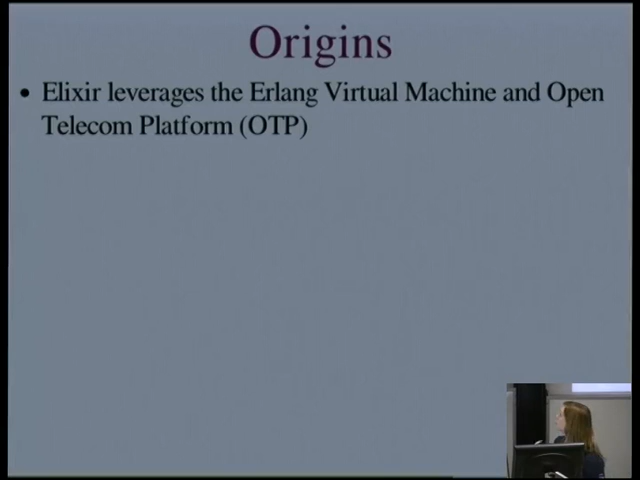 Origins
• Elixir leverages the Erlang Virtual Machine and Open
Telecom Platform (OTP)